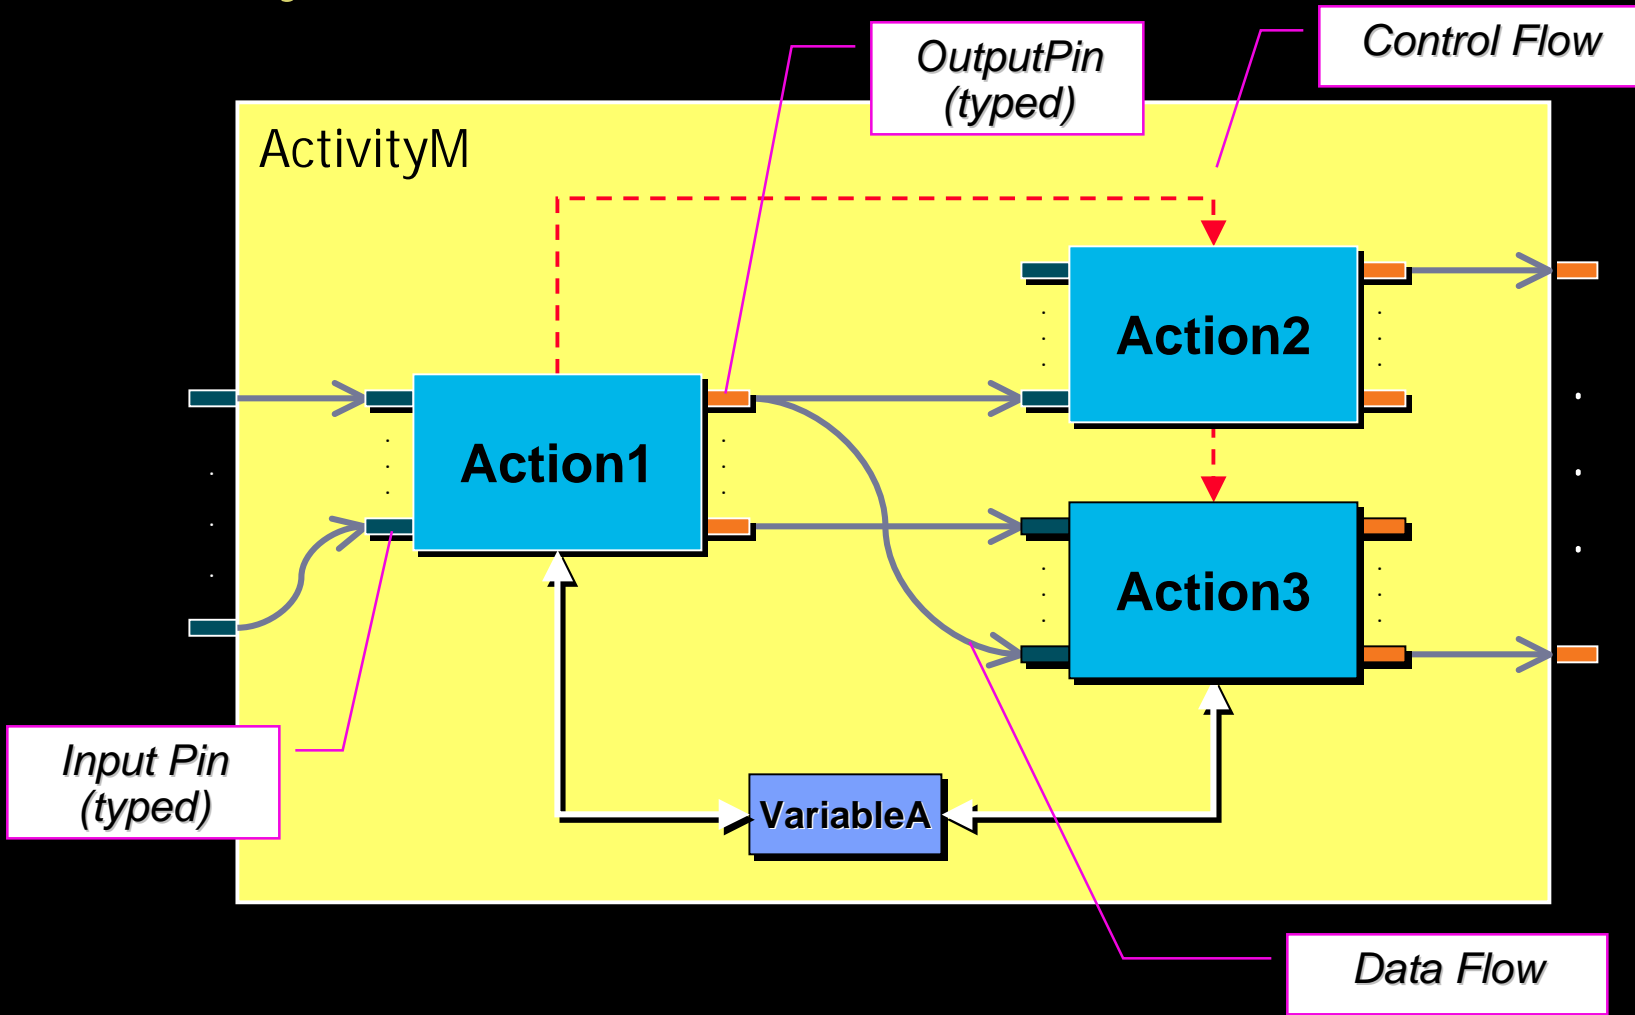 OutputPin
(typed)
Control Flow
ActivityM
Action2
Action1
Action3
Input Pin
(typed)
VariableA
Data Flow